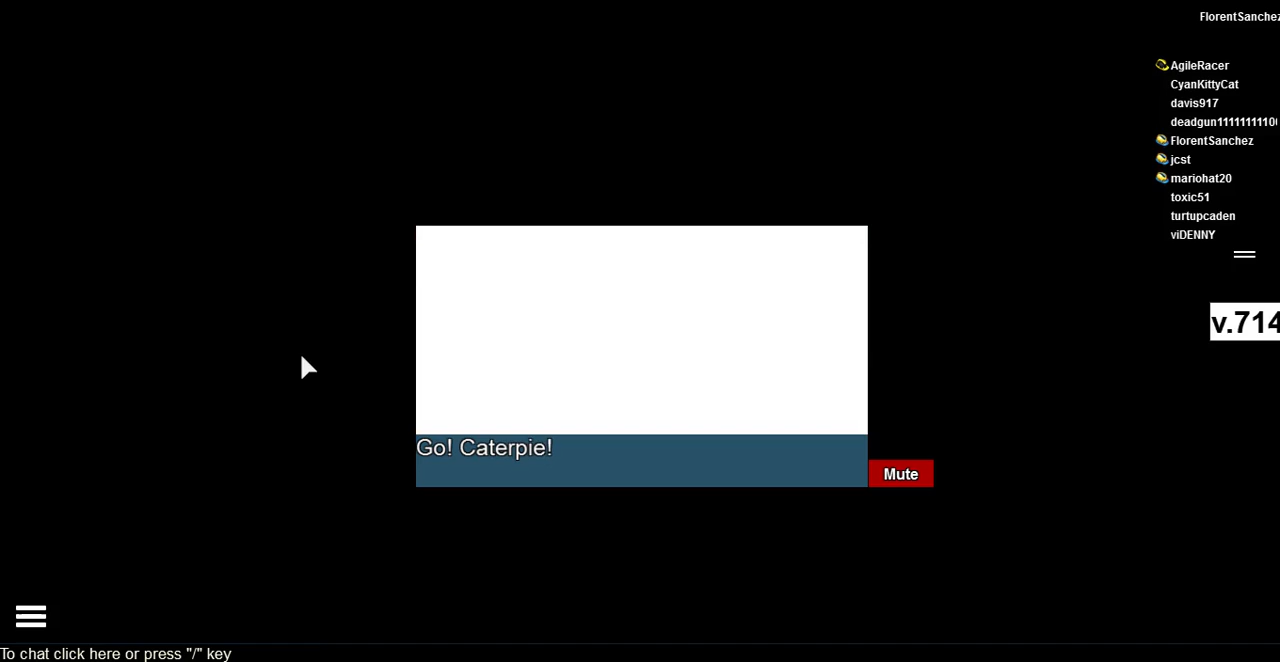 FlorentSanchez
AgileRacer
CyanKittyCat
davis917
FlorentSanchez
jcst
mariohat20
toxic51
turtupcaden
viDENNY
v.714
Go! Caterpie!
Mute
To chat click here or press "/" key